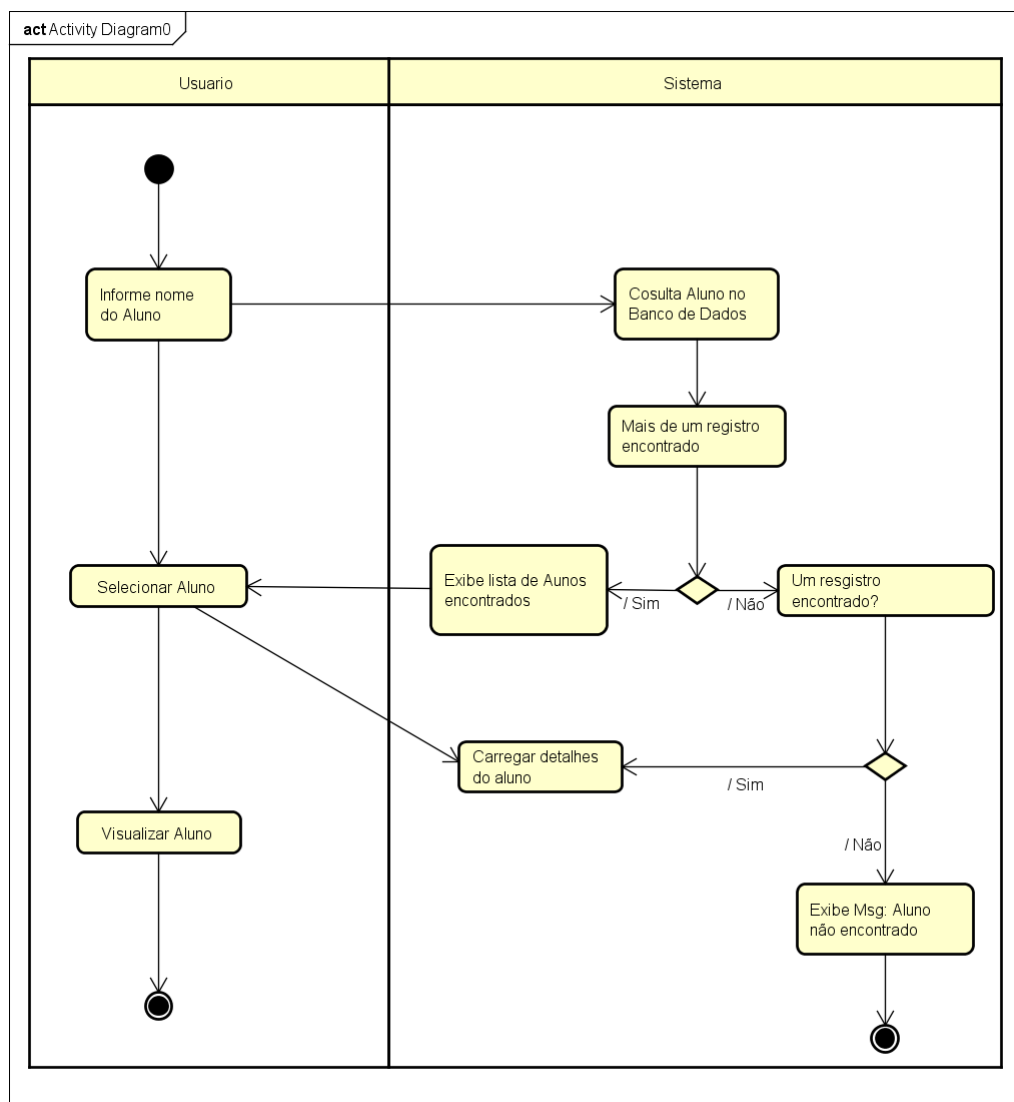 act Activity Diagram0
Usuario
Sistema
Informe nome
do Aluno
Cosulta Aluno no
Banco de Dados
Mais de um registro
encontrado
Selecionar Aluno
Exibe lista de Aunos
encontrados
/ Sim
/ Não
Um resgistro
encontrado?
Carregar detalhes
do aluno
/ Sim
Visualizar Aluno
/ Não
Exibe Msg: Aluno
não encontrado